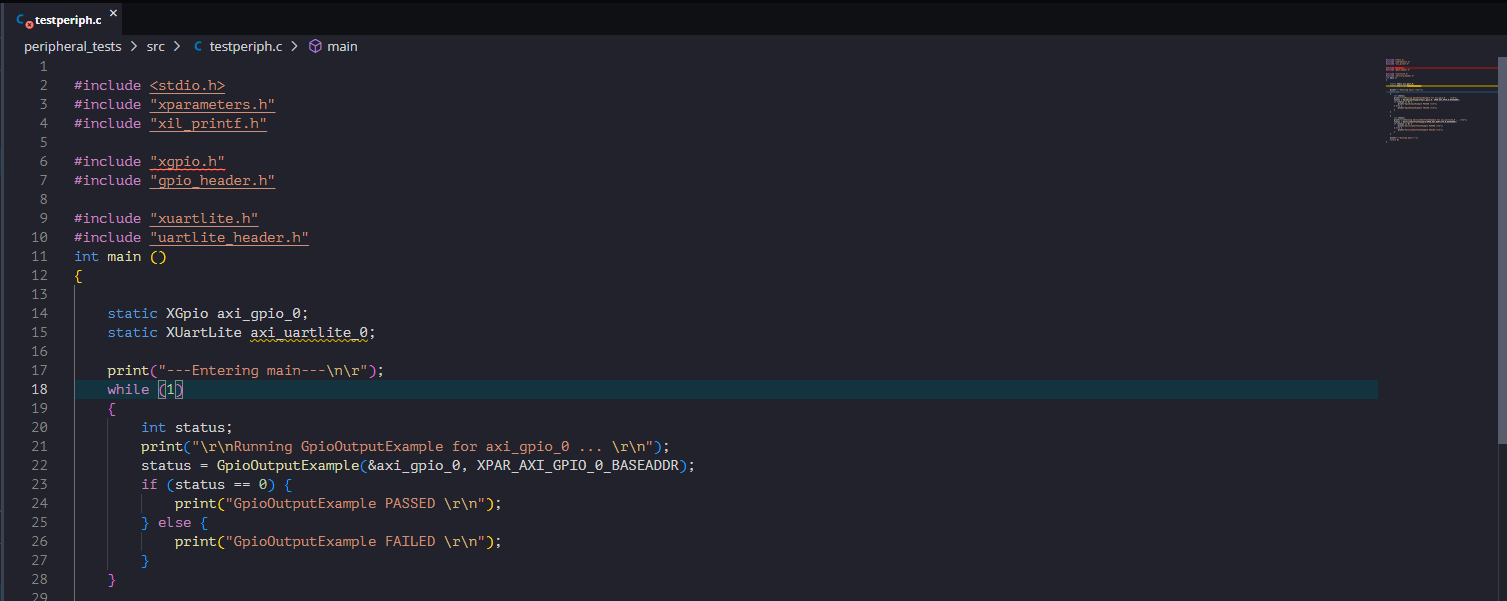 testperiph.c
peripheral_tests > src > C testperiph.c > main
1
2 #include <stdio.h>
3 #include "xparameters.h"
4 #include "xil_printf.h"
5
6 #include "xgpio.h"
7 #include "gpio_header.h"
8
9 #include "xuartlite.h"
10 #include "uartlite_header.h"
11 int main ()
12 {
13
14 static XGpio axi_gpio_0;
15 static XUartLite axi_uartlite_0;
16
17 print("---Entering main---\n\r");
18 while (1)
19 {
20 int status;
21 print("\r\nRunning GpioOutputExample for axi_gpio_0 ... \r\n");
22 status = GpioOutputExample(&axi_gpio_0, XPAR_AXI_GPIO_0_BASEADDR);
23 if (status == 0) {
24 print("GpioOutputExample PASSED \r\n");
25 } else {
26 print("GpioOutputExample FAILED \r\n");
27 }
28 }
29